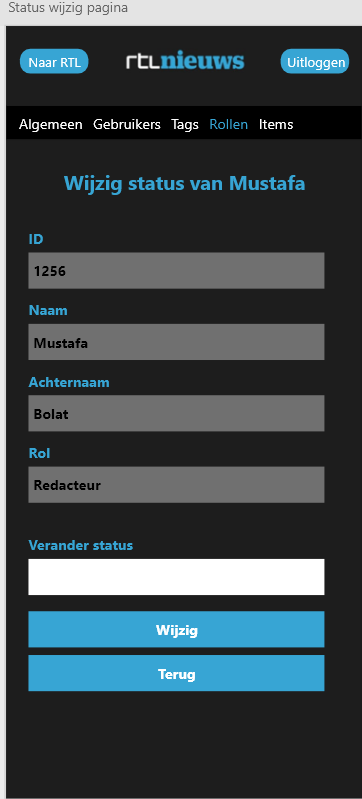 Status wijzig pagina
Naar RTL rtlnieuws Uitloggen
Algemeen Gebruikers Tags Rollen Items
Wijzig status van Mustafa
ID
1256
Naam
Mustafa
Achternaam
Bolat
Rol
Redacteur
Verander status
Wijzig
Terug